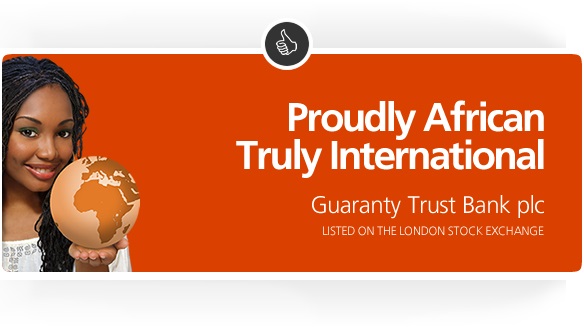 Proudly African
Truly International
Guaranty Trust Bank plc
LISTED ON THE LONDON STOCK EXCHANGE